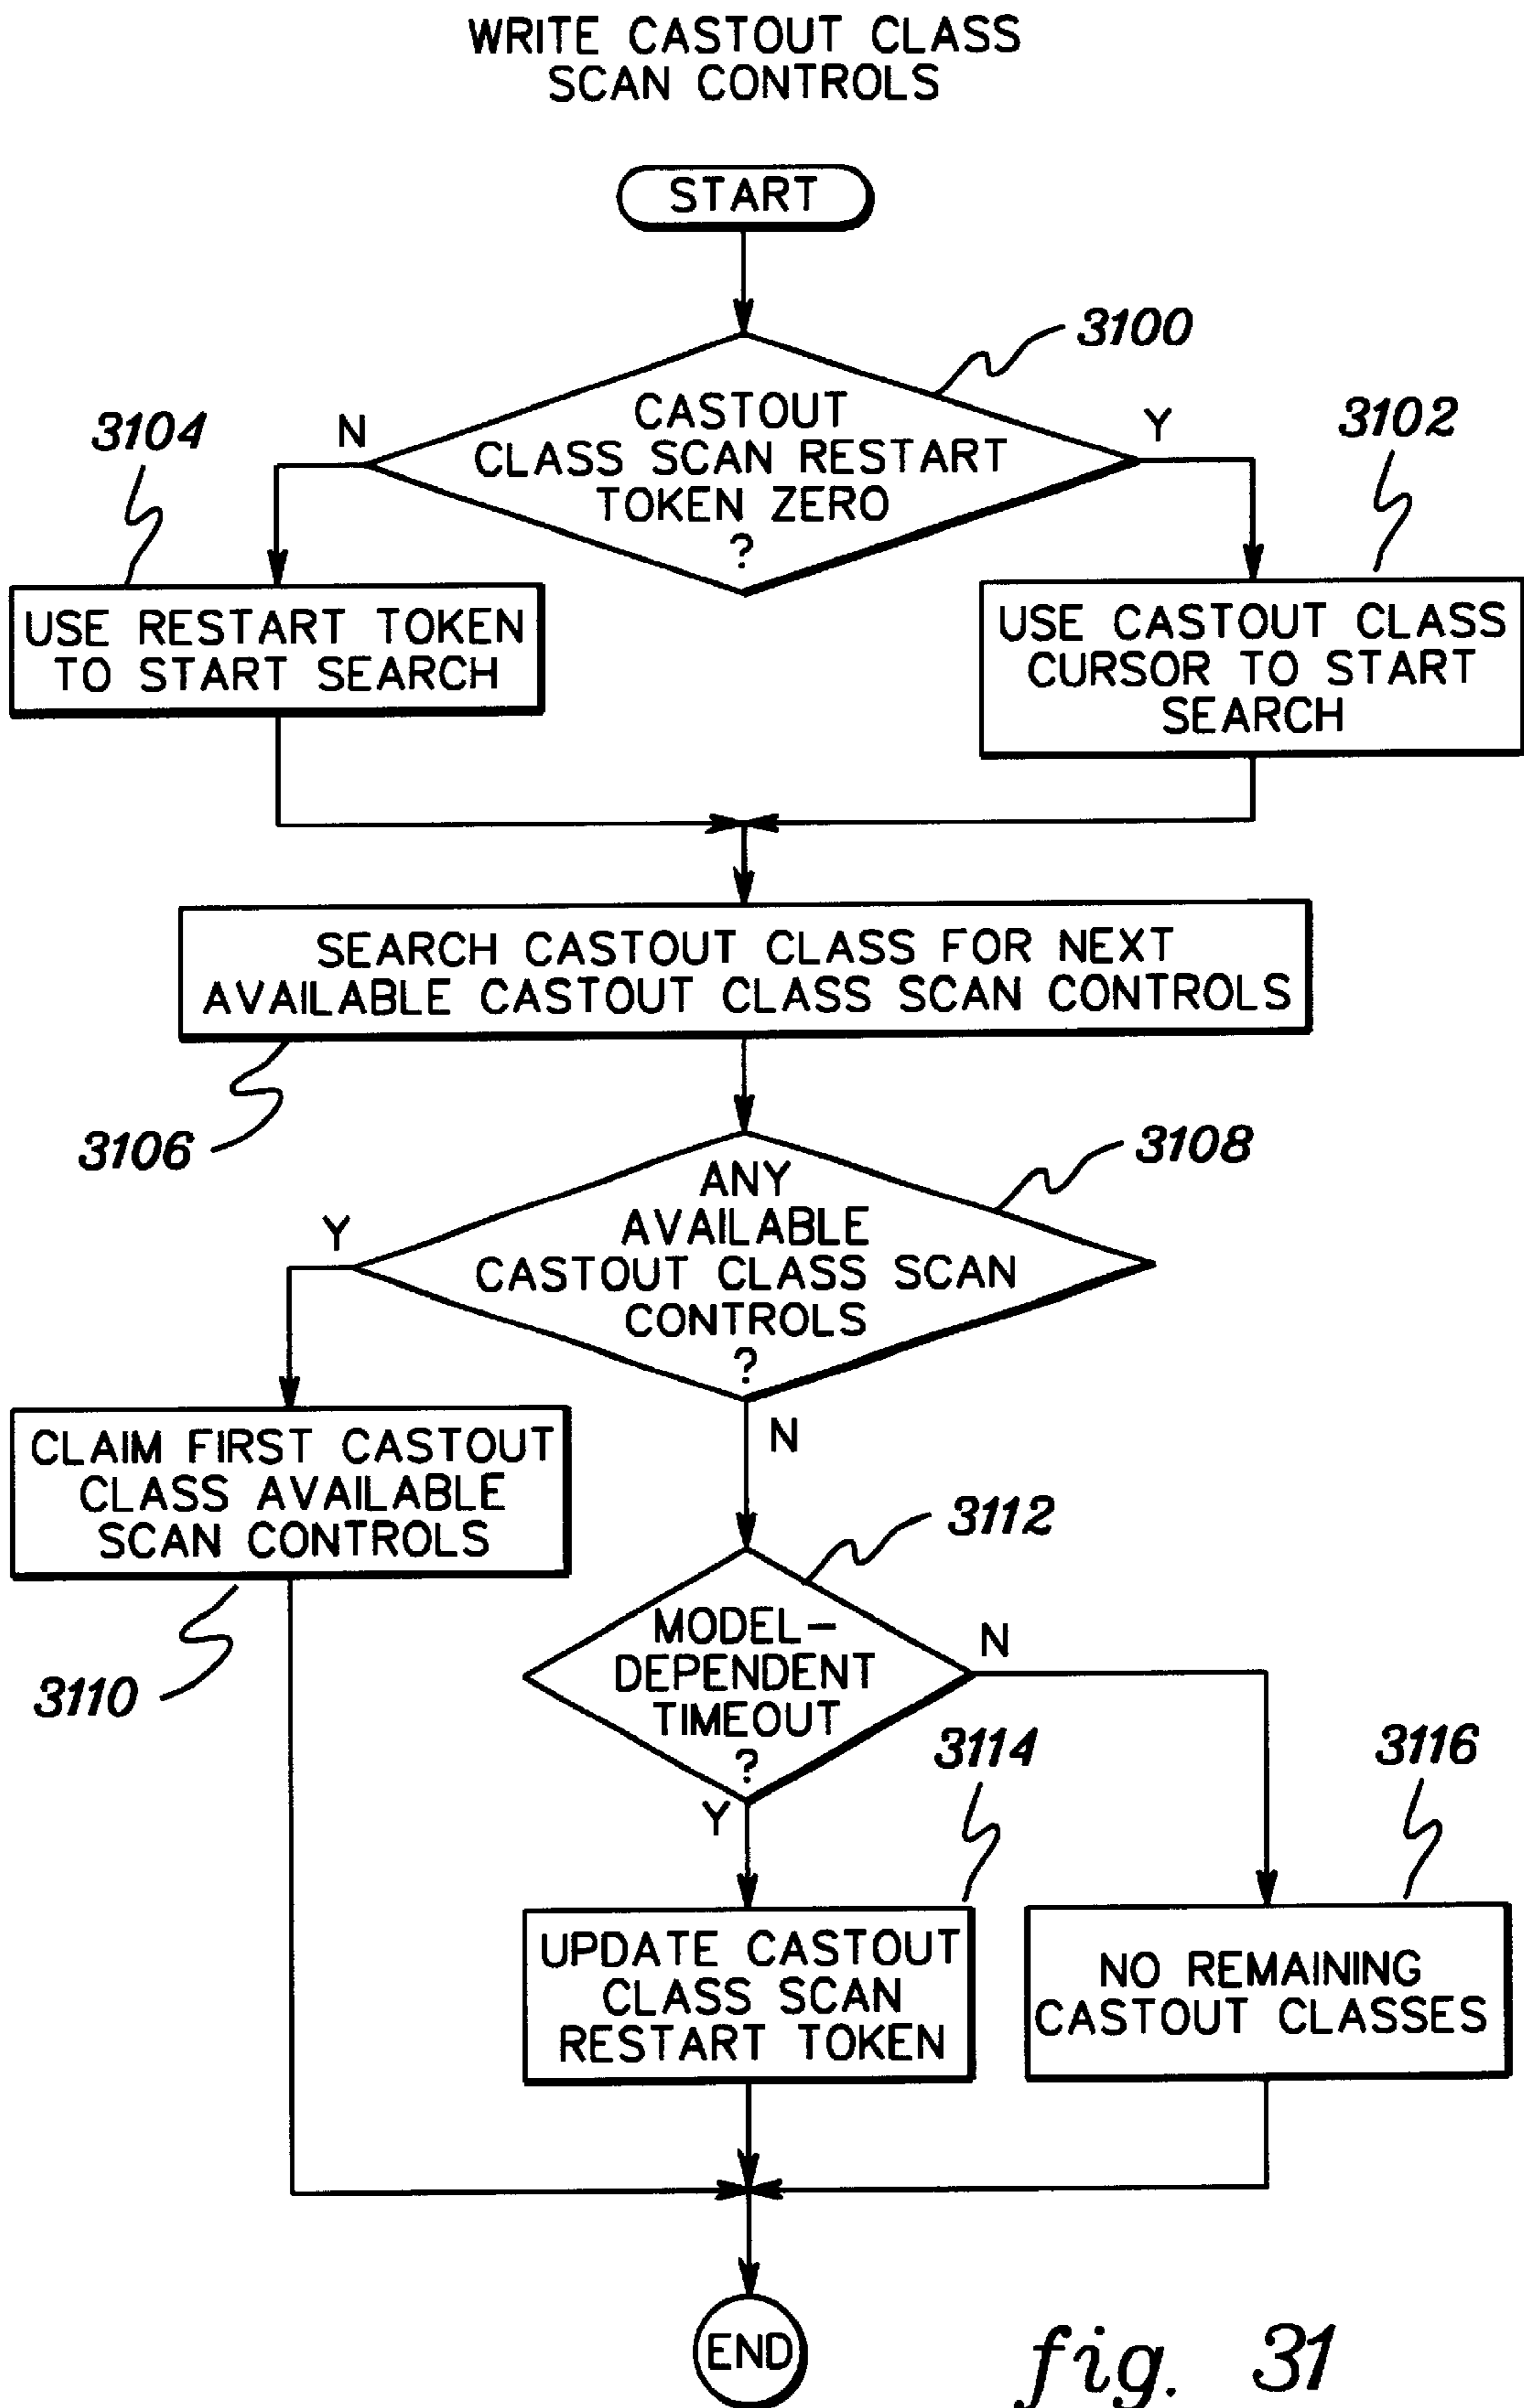 WRITE CASTOUT CLASS
SCAN CONTROLS
START
3100
CASTOUT
CLASS SCAN RESTART
TOKEN ZERO
?
N
Y
3104
3102
USE RESTART TOKEN
TO START SEARCH
USE CASTOUT CLASS
CURSOR TO START
SEARCH
SEARCH CASTOUT CLASS FOR NEXT
AVAILABLE CASTOUT CLASS SCAN CONTROLS
3106
3108
ANY
AVAILABLE
CASTOUT CLASS SCAN
CONTROLS
?
Y
N
CLAIM FIRST CASTOUT
CLASS AVAILABLE
SCAN CONTROLS
3110
3112
MODEL-
DEPENDENT
TIMEOUT
?
N
Y
3114
3116
UPDATE CASTOUT
CLASS SCAN
RESTART TOKEN
NO REMAINING
CASTOUT CLASSES
END
fig. 31